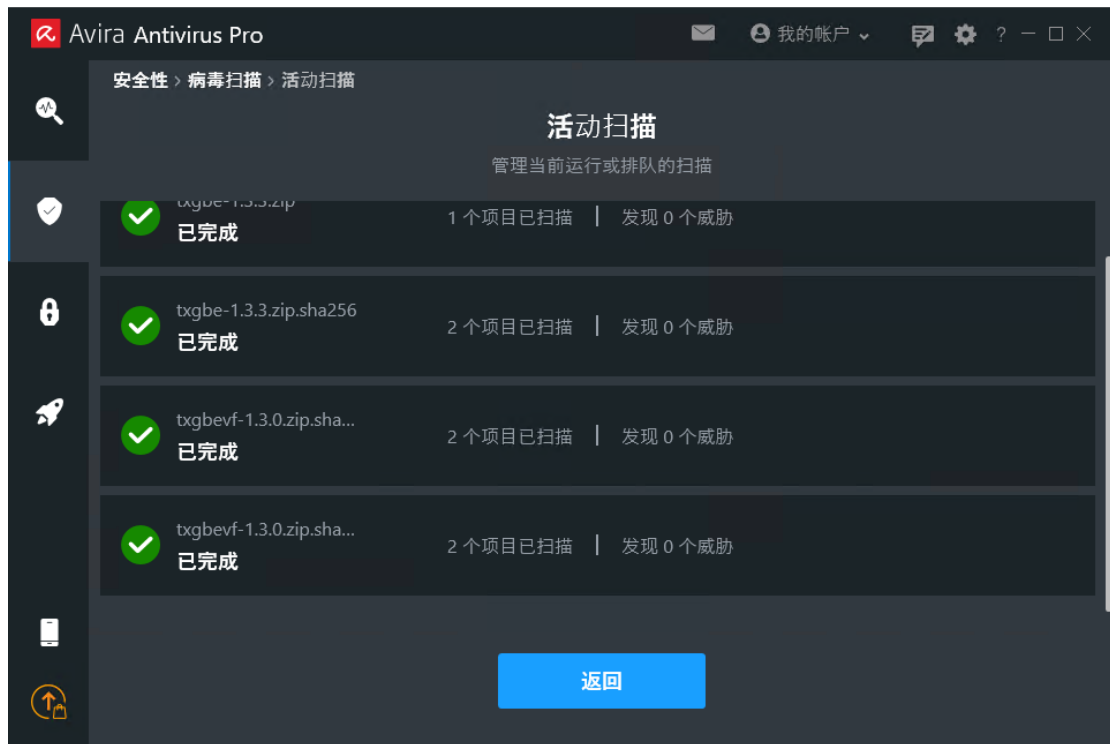 Avira Antivirus Pro
我的帐户
?
安全性 > 病毒扫描 > 活动扫描
活动扫描
管理当前运行或排队的扫描
txgbe-1.3.3.zip
已完成
1 个项目已扫描 | 发现 0 个威胁
txgbe-1.3.3.zip.sha256
已完成
2 个项目已扫描 | 发现 0 个威胁
txgbevf-1.3.0.zip.sha...
已完成
2 个项目已扫描 | 发现 0 个威胁
txgbevf-1.3.0.zip.sha...
已完成
2 个项目已扫描 | 发现 0 个威胁
返回